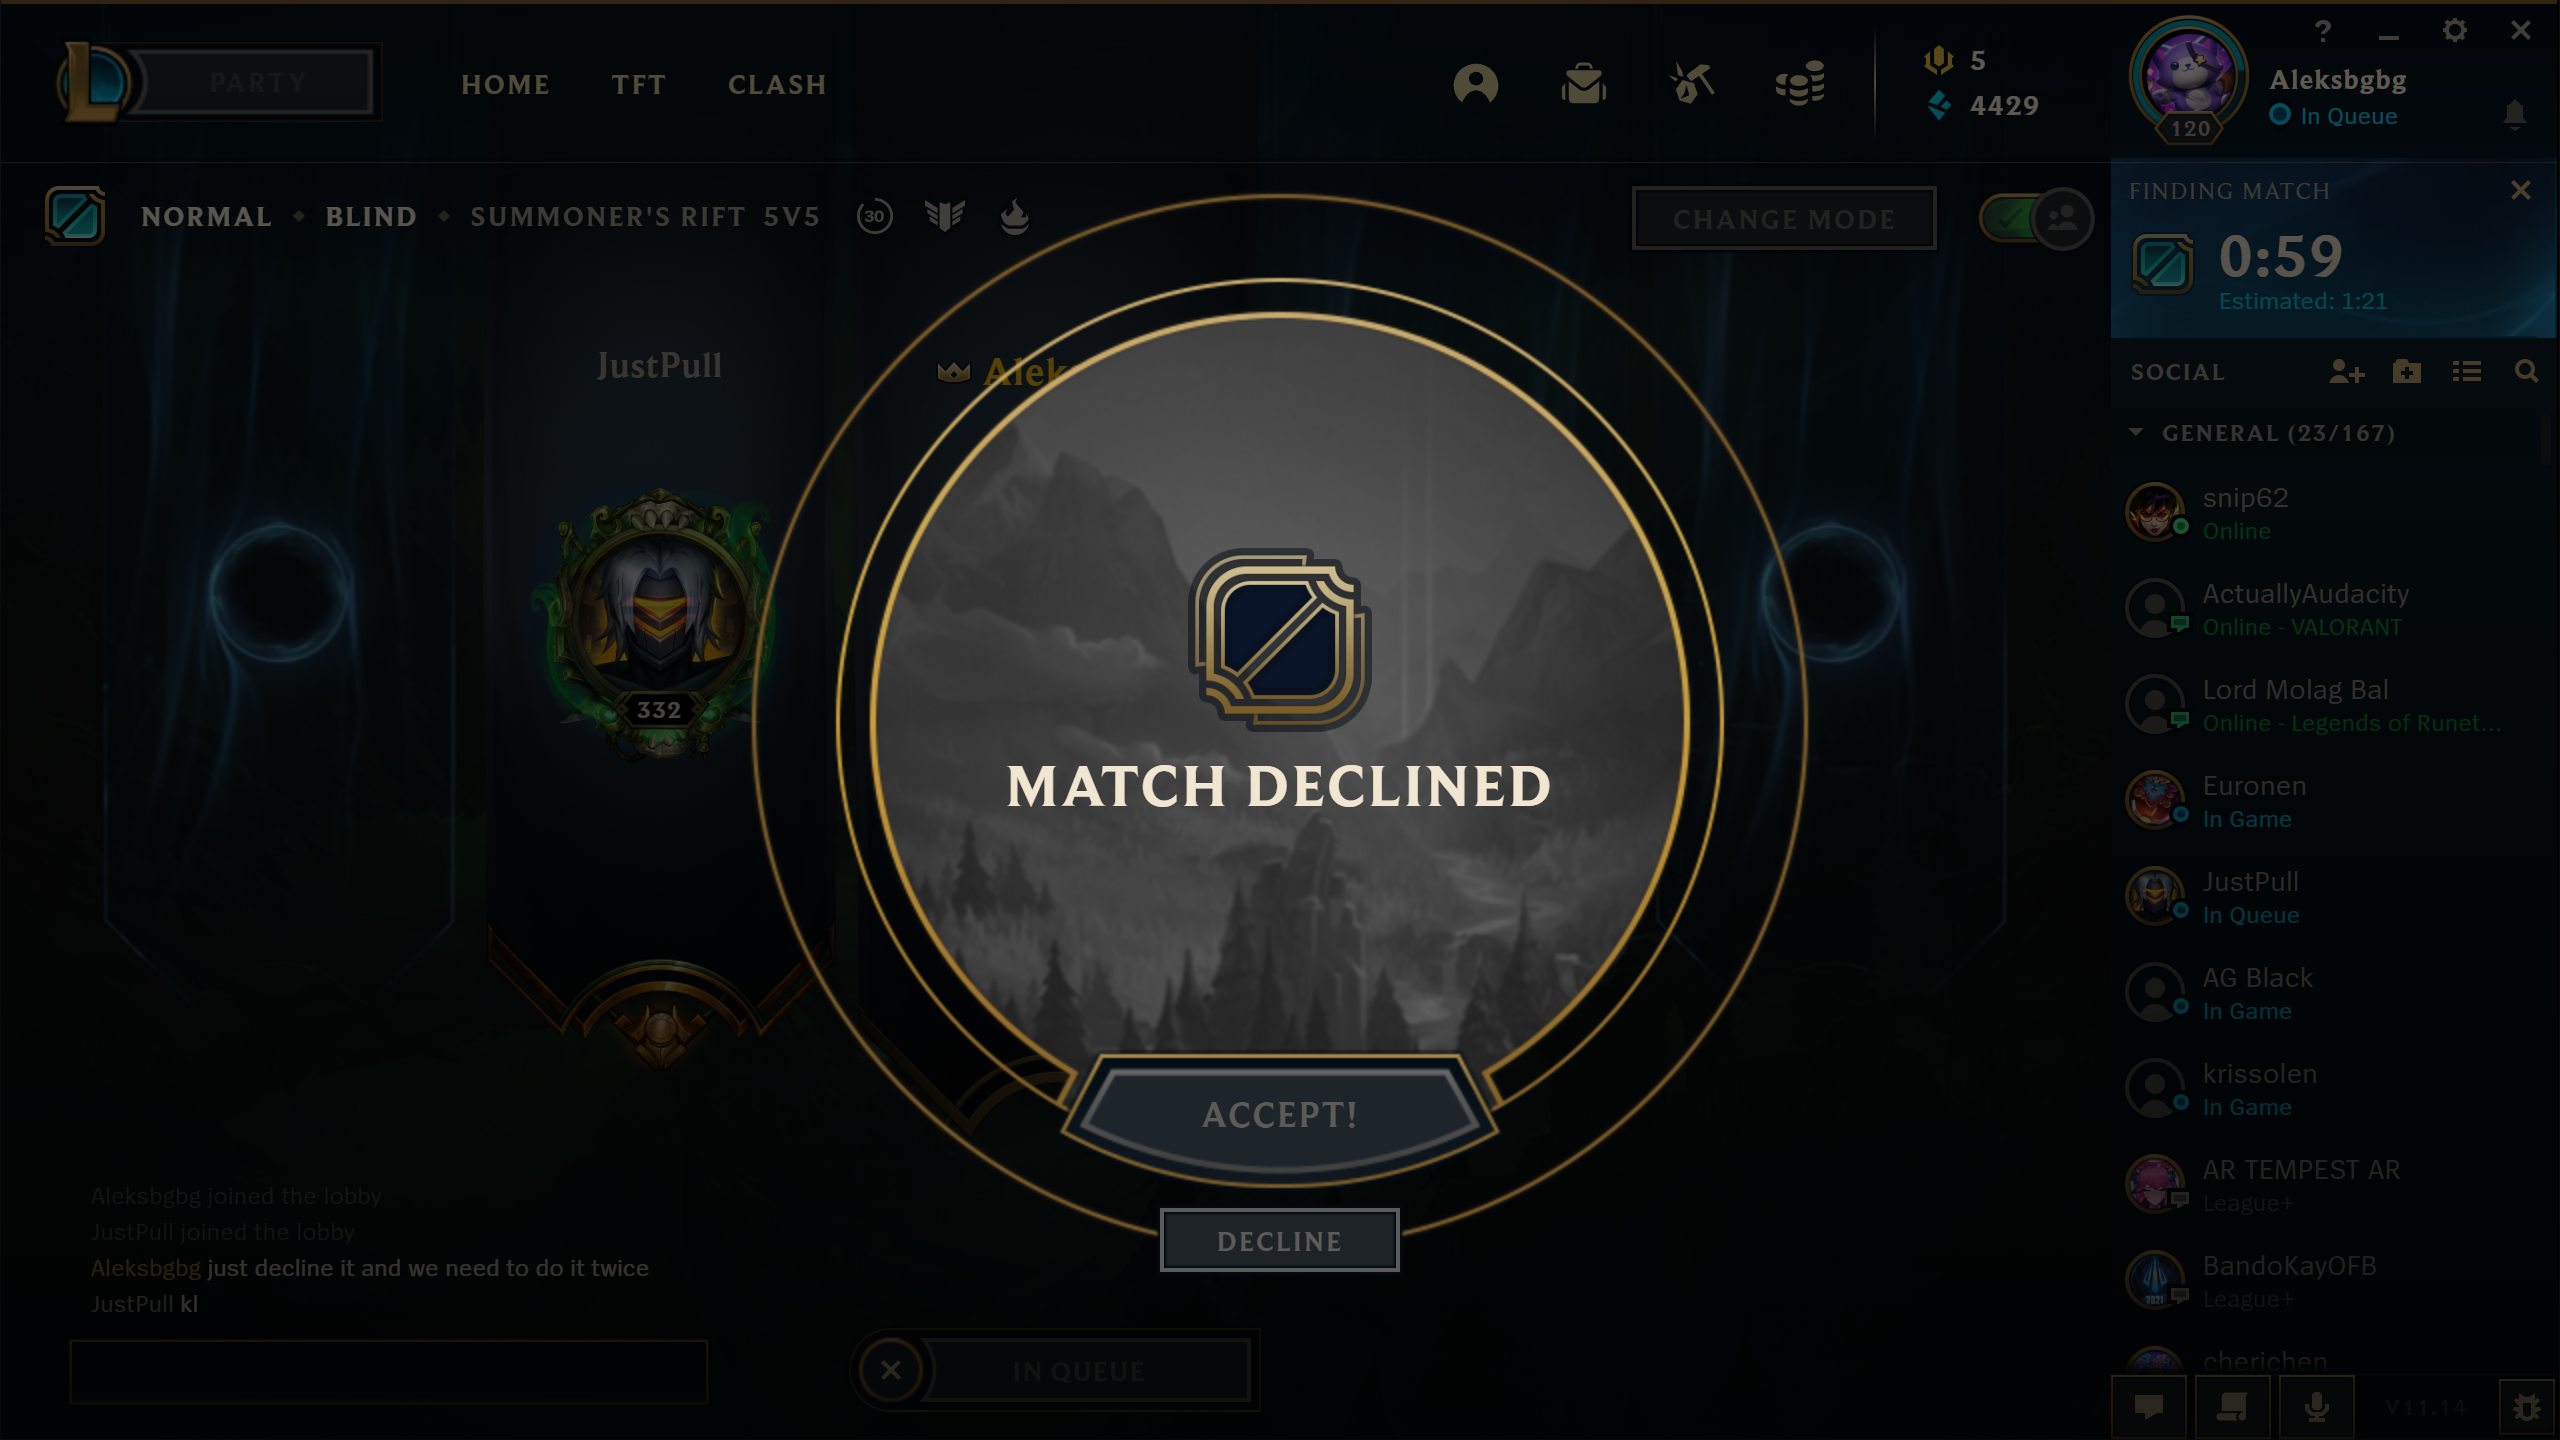 PARTY
HOME
TFT
CLASH
5
4429
?
Aleksbgbg
In Queue
120
NORMAL BLIND SUMMONER'S RIFT 5V5
30
CHANGE MODE
FINDING MATCH
0:59
Estimated: 1:21
JustPull
Alek
332
MATCH DECLINED
ACCEPT!
DECLINE
Aleksbgbg joined the lobby
JustPull joined the lobby
Aleksbgbg just decline it and we need to do it twice
JustPull kl
IN QUEUE
SOCIAL
GENERAL (23/167)
snip62
Online
ActuallyAudacity
Online - VALORANT
Lord Molag Bal
Online - Legends of Runet...
Euronen
In Game
JustPull
In Queue
AG Black
In Game
krissolen
In Game
AR TEMPEST AR
League+
BandoKayOFB
League+
2021
cherichen
V11.14